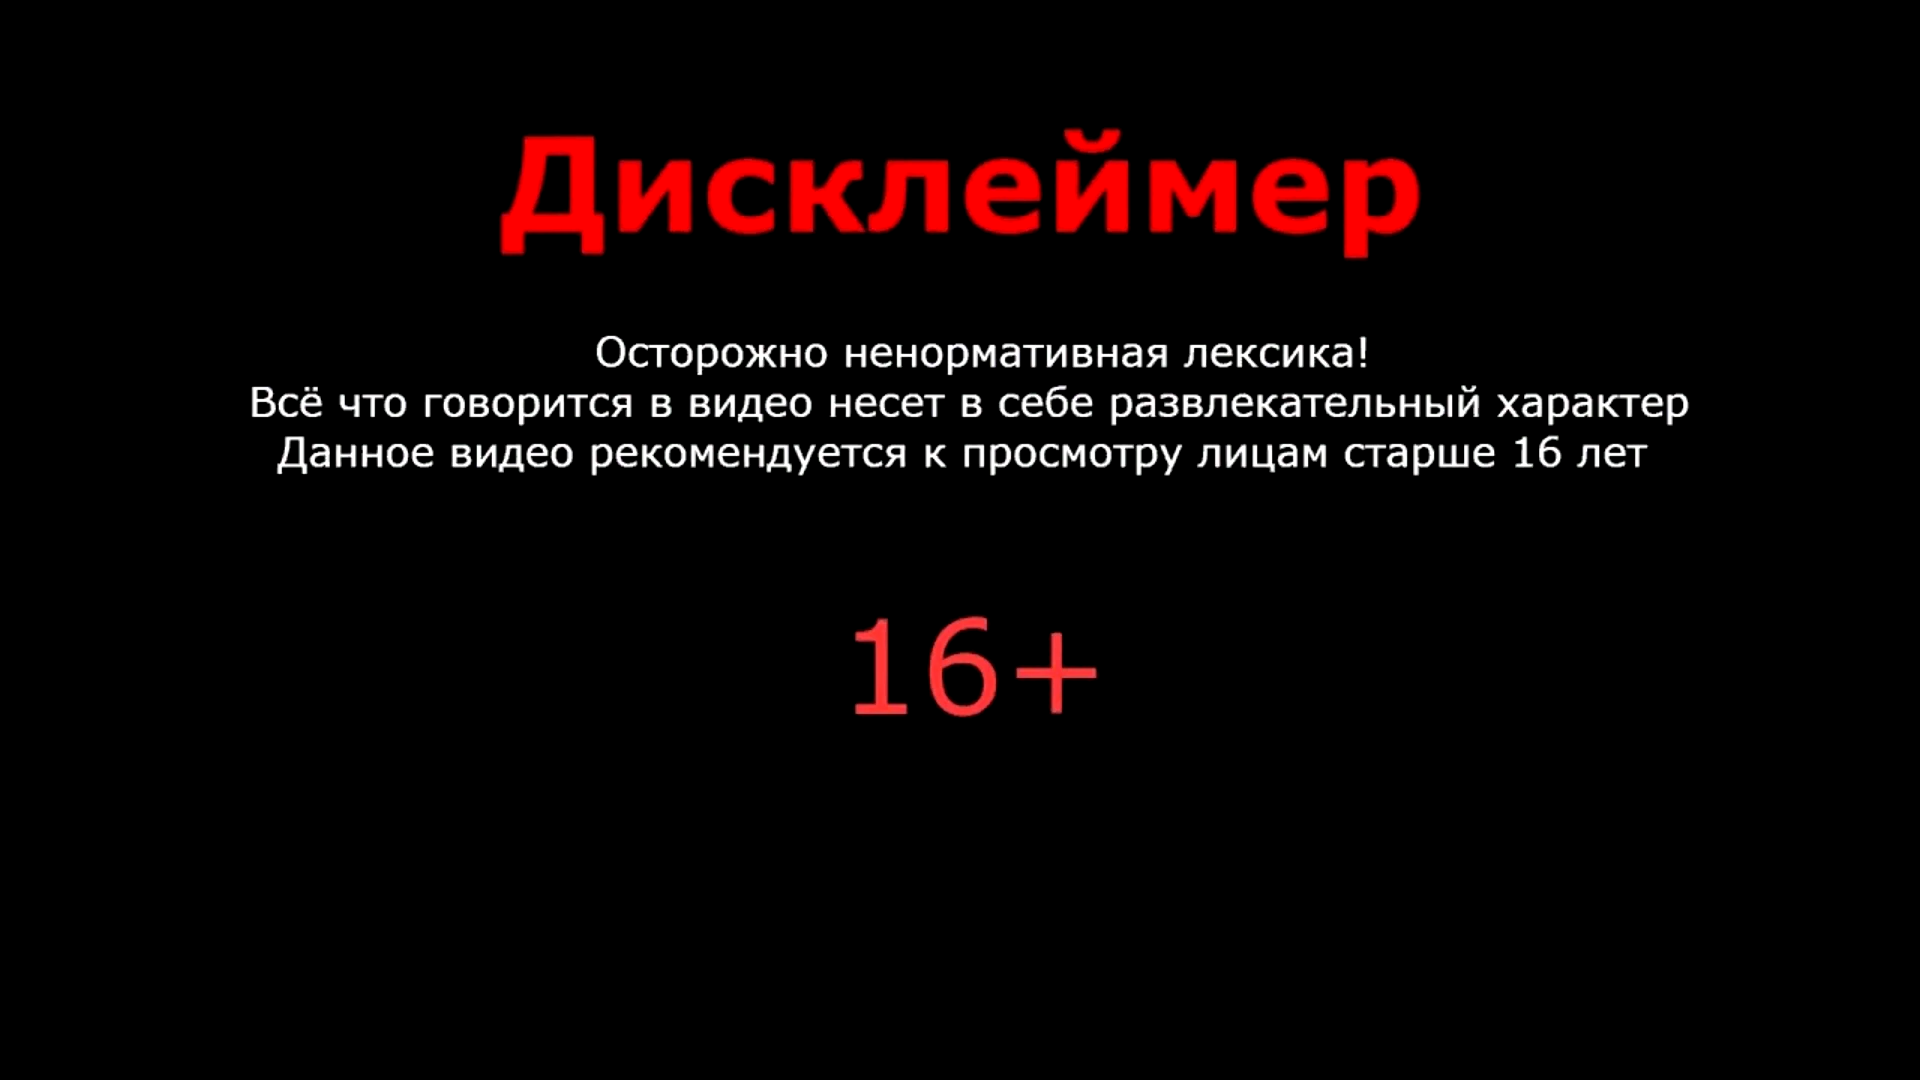 Дисклеймер
Осторожно ненормативная лексика!
Всё что говорится в видео несет в себе развлекательный характер
Данное видео рекомендуется к просмотру лицам старше 16 лет
16+